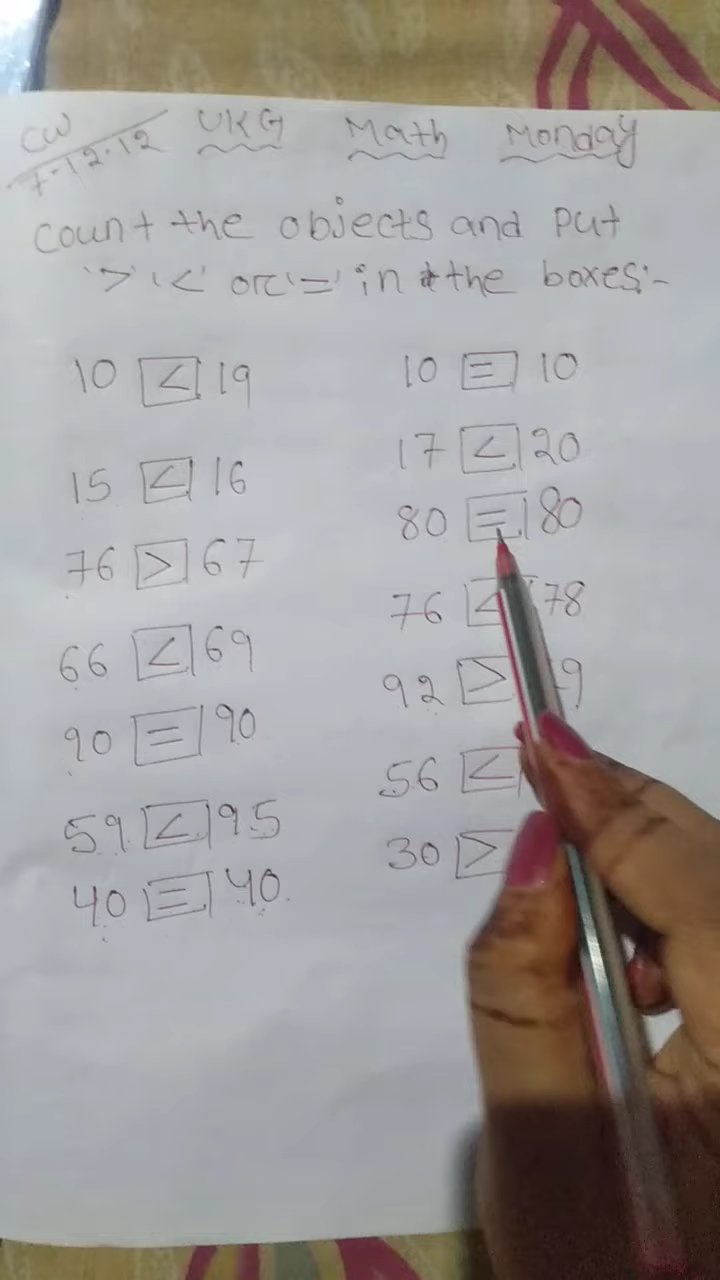 CW UKG Math Monday
7.12.12
Count the objects and put
'>' '<' or '=' in the boxes:-
10 < 19 10 = 10
15 < 16 17 < 20
76 > 67 80 = 80
66 < 69 76 < 78
90 = 90 92 >
59 < 95 56 <
40 = 40 30 >